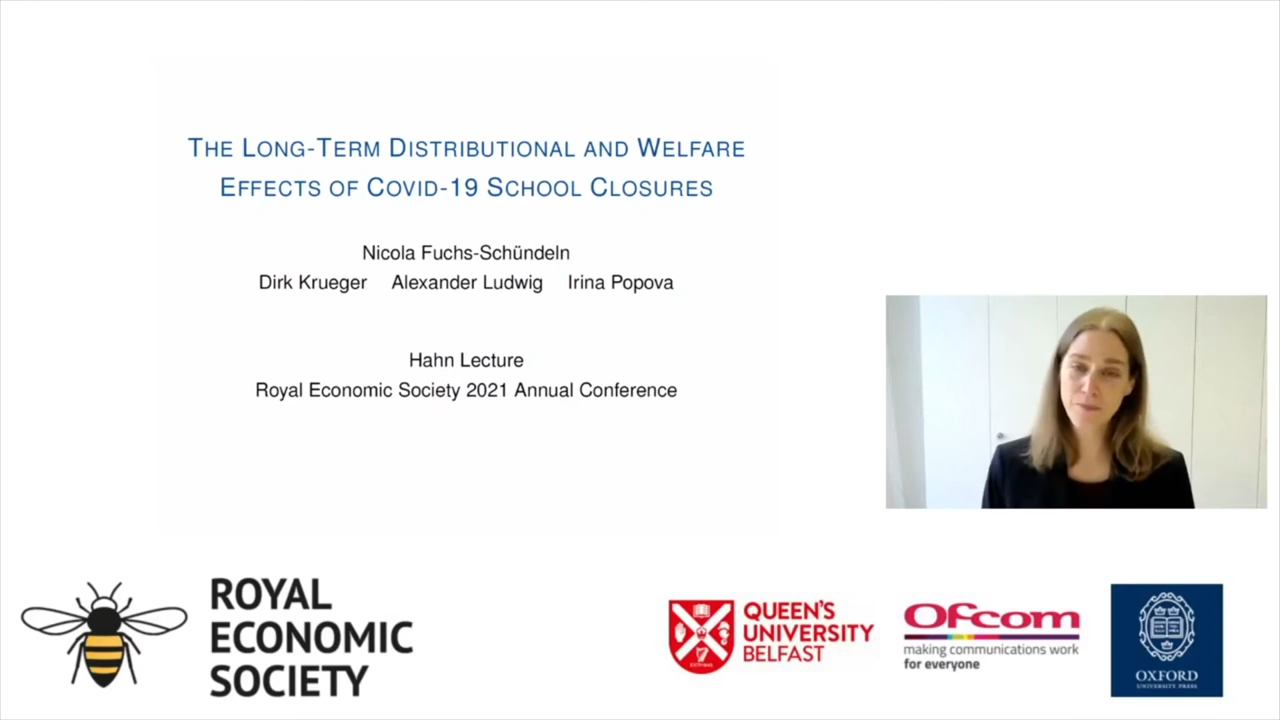 THE LONG-TERM DISTRIBUTIONAL AND WELFARE
EFFECTS OF COVID-19 SCHOOL CLOSURES
Nicola Fuchs-Schündeln
Dirk Krueger Alexander Ludwig Irina Popova
Hahn Lecture
Royal Economic Society 2021 Annual Conference
ROYAL
ECONOMIC
SOCIETY
QUEEN'S
UNIVERSITY
BELFAST
Ofcom
making communications work
for everyone
OXFORD
UNIVERSITY PRESS